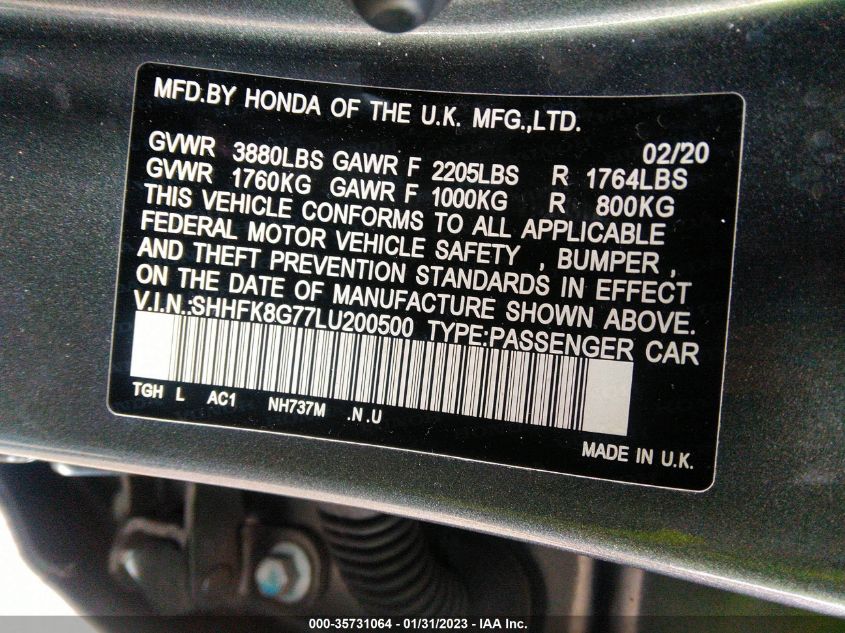 MFD.BY HONDA OF THE U.K. MFG.,LTD.
02/20
GVWR 3880LBS GAWR F 2205LBS R 1764LBS
GVWR 1760KG GAWR F 1000KG R 800KG
THIS VEHICLE CONFORMS TO ALL APPLICABLE
FEDERAL MOTOR VEHICLE SAFETY , BUMPER ,
AND THEFT PREVENTION STANDARDS IN EFFECT
ON THE DATE OF MANUFACTURE SHOWN ABOVE.
V.I.N.:SHHFK8G77LU200500 TYPE:PASSENGER CAR
TGH L AC1 NH737M .N .U
MADE IN U.K.
000-35731064 / 01/31/2023 - IAA Inc.